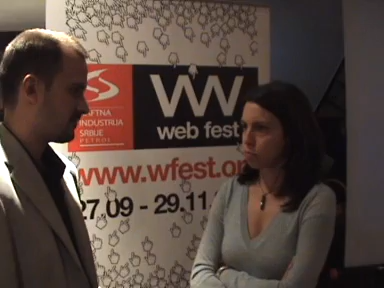 NAFTNA
INDUSTRIJA
SRBIJE
PETROL
W
web fest
www.wfest.or
27.09 - 29.11